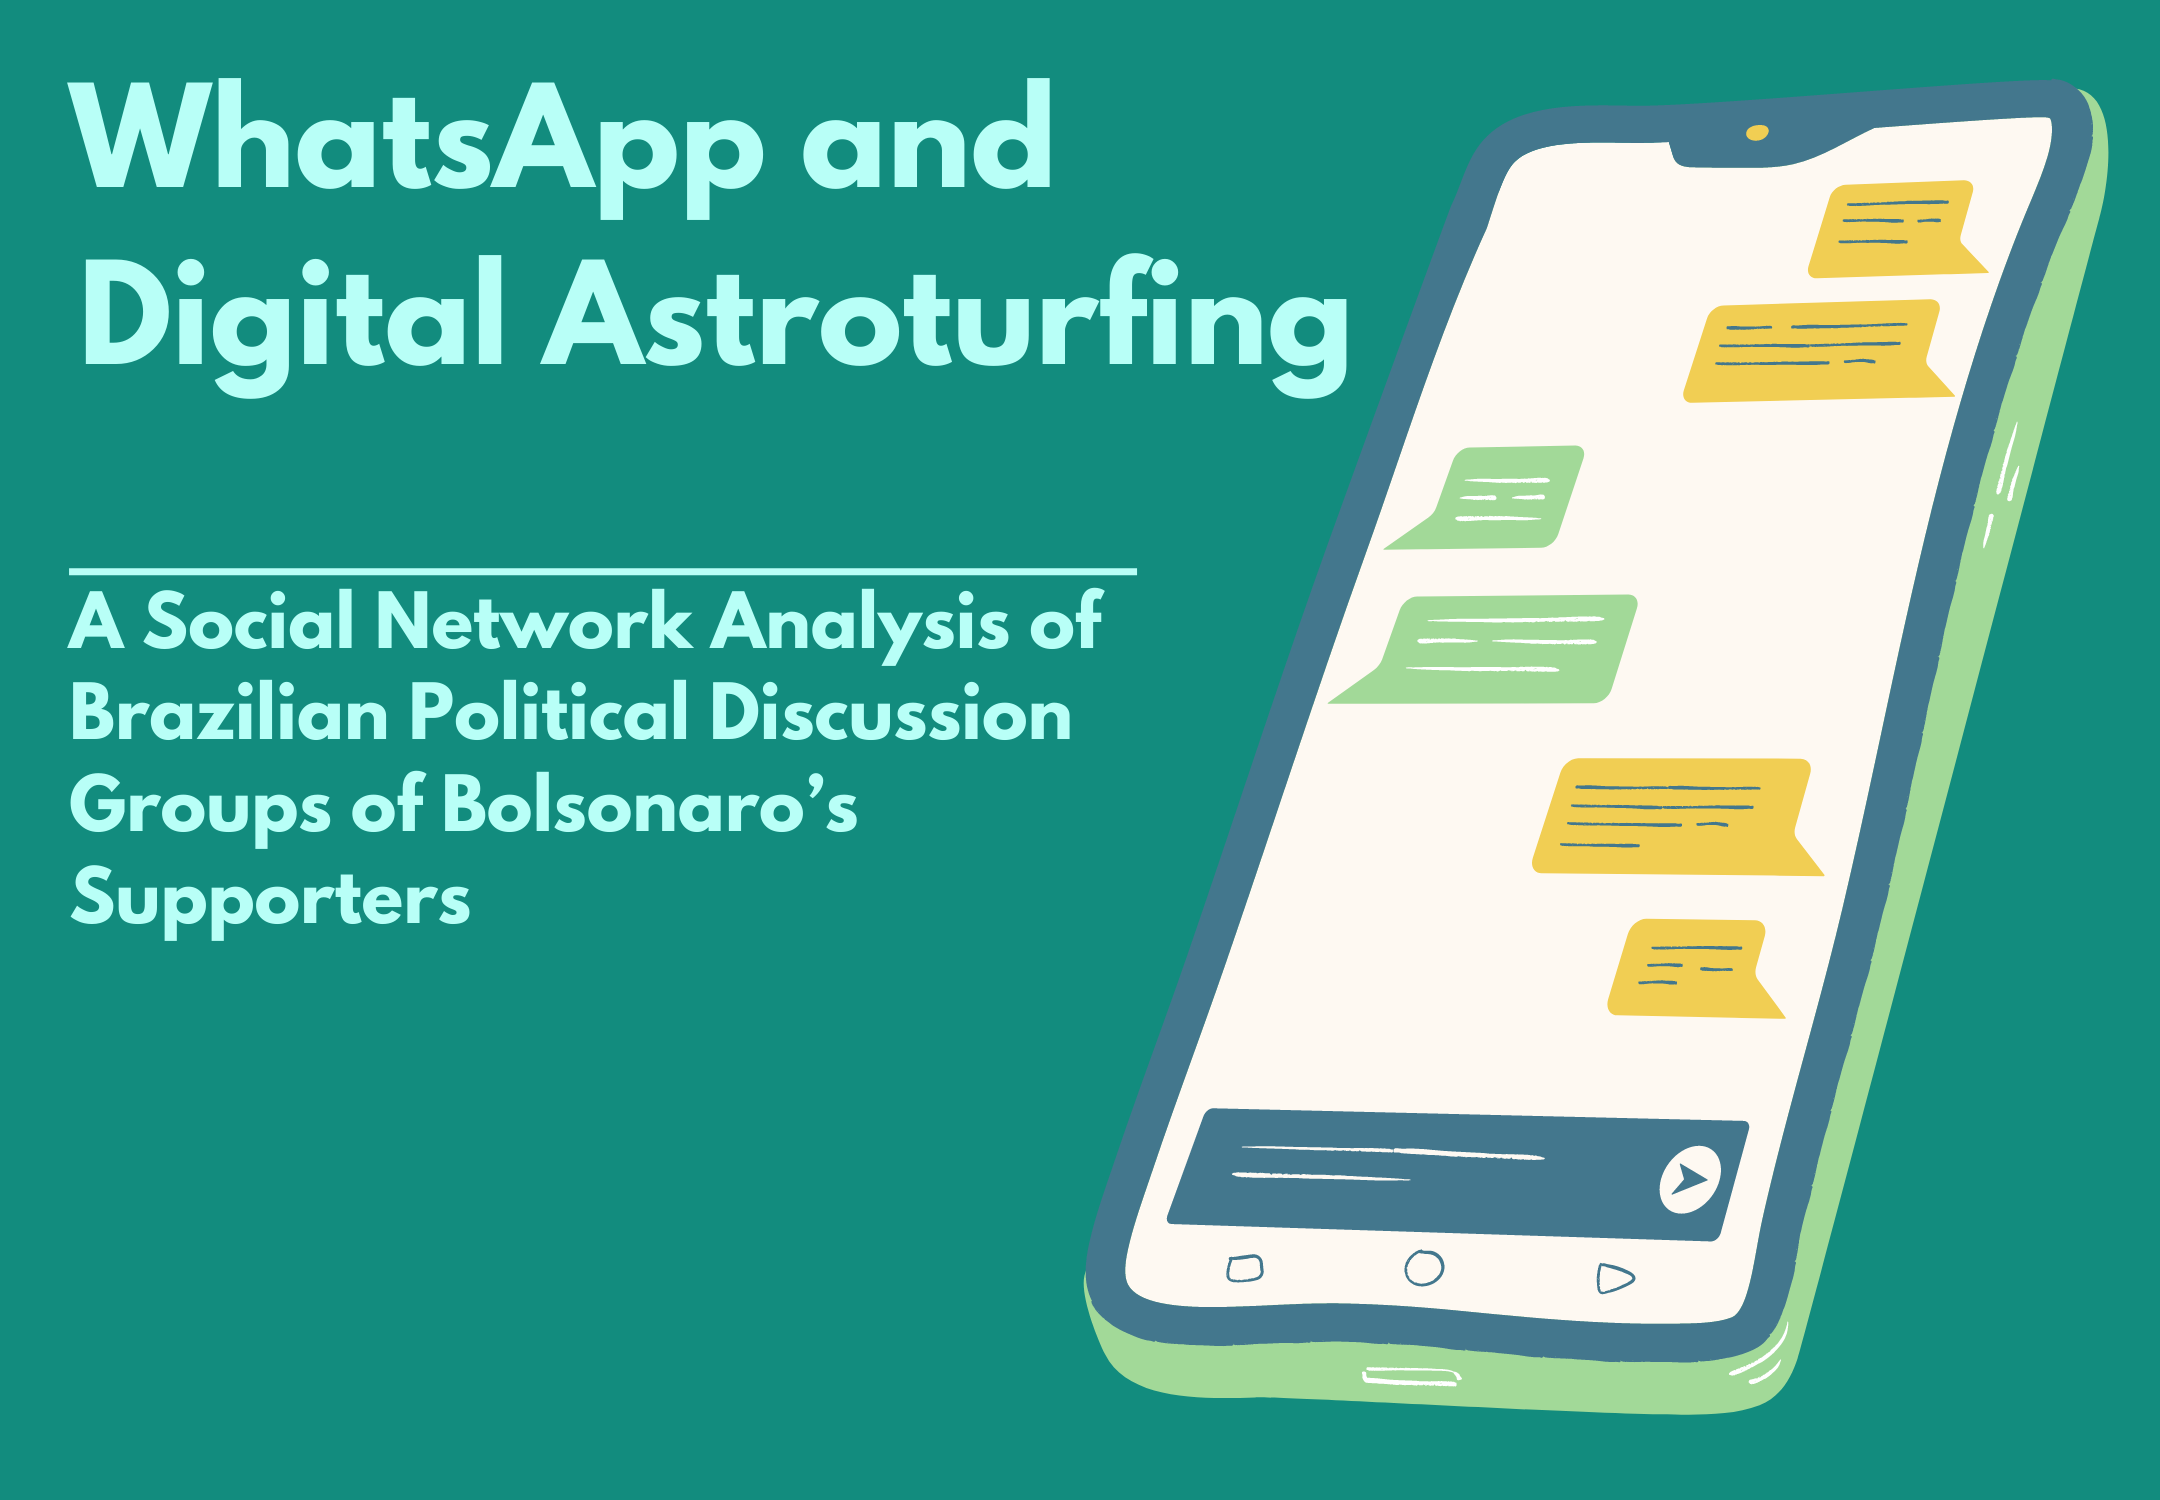 WhatsApp and
Digital Astroturfing
A Social Network Analysis of
Brazilian Political Discussion
Groups of Bolsonaro’s
Supporters